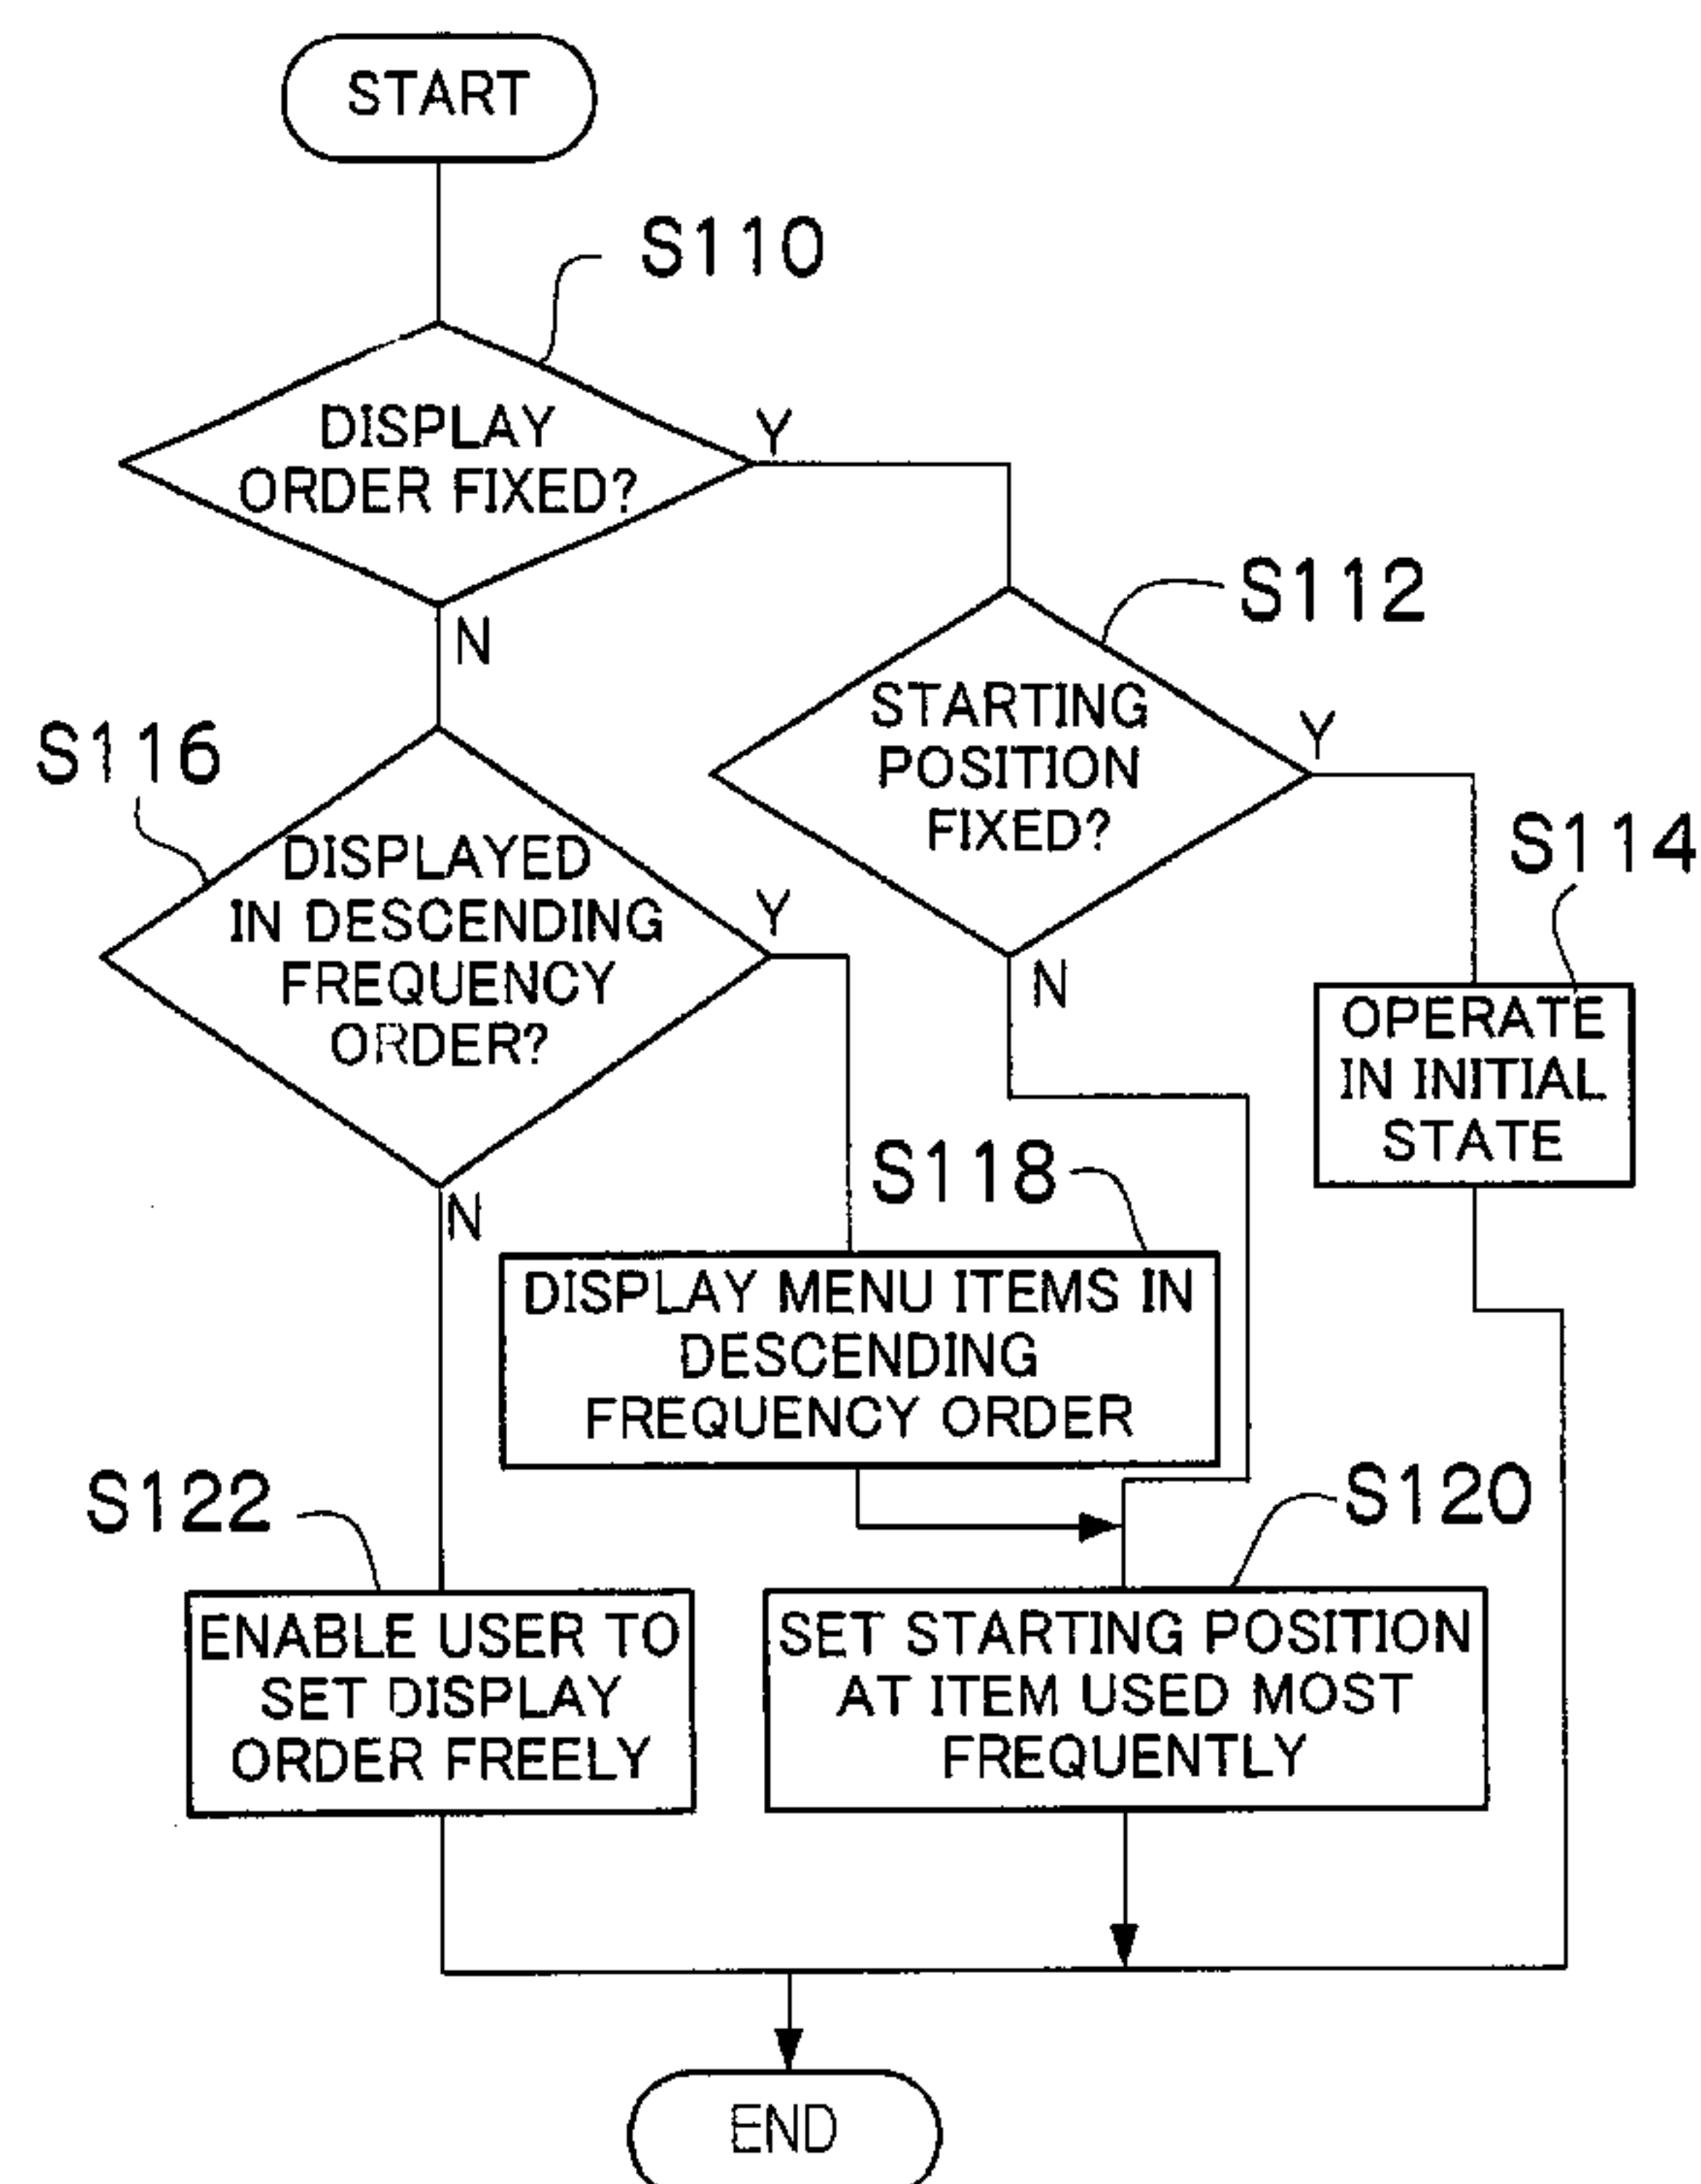 START
S110
DISPLAY
ORDER FIXED?
Y
N
S112
STARTING
POSITION
FIXED?
Y
N
S114
OPERATE
IN INITIAL
STATE
S116
DISPLAYED
IN DESCENDING
FREQUENCY
ORDER?
Y
N
S118
DISPLAY MENU ITEMS IN
DESCENDING
FREQUENCY ORDER
S122
ENABLE USER TO
SET DISPLAY
ORDER FREELY
S120
SET STARTING POSITION
AT ITEM USED MOST
FREQUENTLY
END